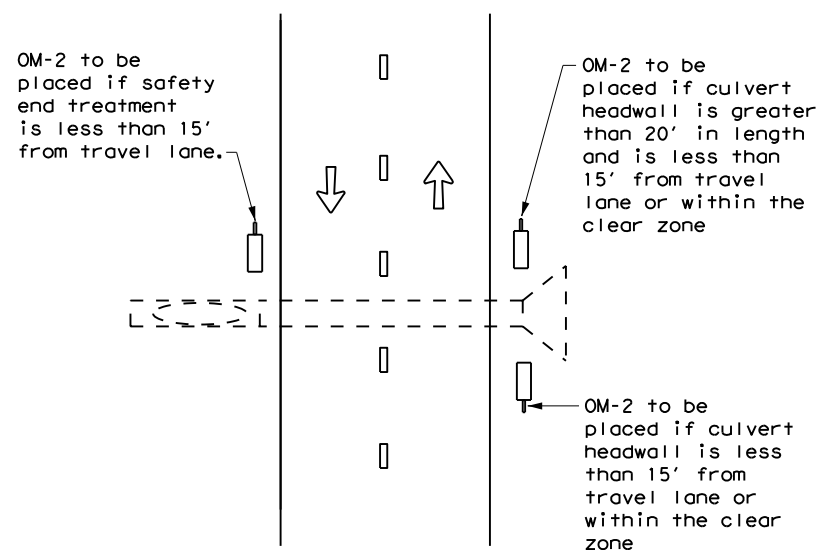 OM-2 to be
placed if safety
end treatment
is less than 15'
from travel lane.
OM-2 to be
placed if culvert
headwall is greater
than 20' in length
and is less than
15' from travel
lane or within the
clear zone
OM-2 to be
placed if culvert
headwall is less
than 15' from
travel lane or
within the clear
zone